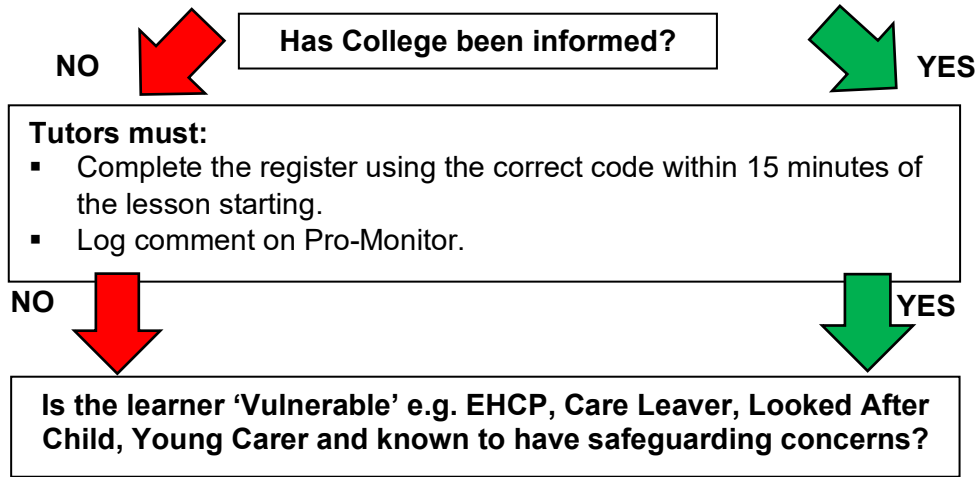 Has College been informed?
NO
YES
Tutors must:
▪ Complete the register using the correct code within 15 minutes of
the lesson starting.
▪ Log comment on Pro-Monitor.
NO
YES
Is the learner ‘Vulnerable’ e.g. EHCP, Care Leaver, Looked After
Child, Young Carer and known to have safeguarding concerns?